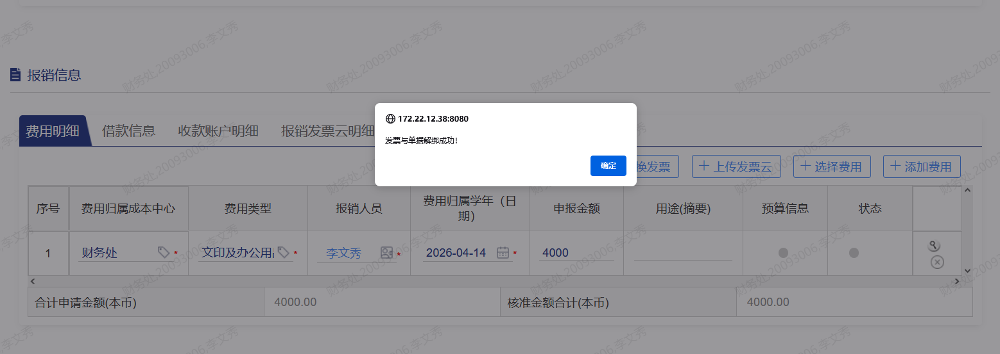 报销信息
172.22.12.38:8080
发票与单据解绑成功!
确定
费用明细 借款信息 收款账户明细 报销发票云明细
换发票 上传发票云 选择费用 添加费用
序号 费用归属成本中心 费用类型 报销人员 费用归属学年（日期） 申报金额 用途(摘要) 预算信息 状态
1 财务处 * 文印及办公用 * 李文秀 * 2026-04-14 * 4000
合计申请金额(本币) 4000.00 核准金额合计(本币) 4000.00
财务处,20093006,李文秀